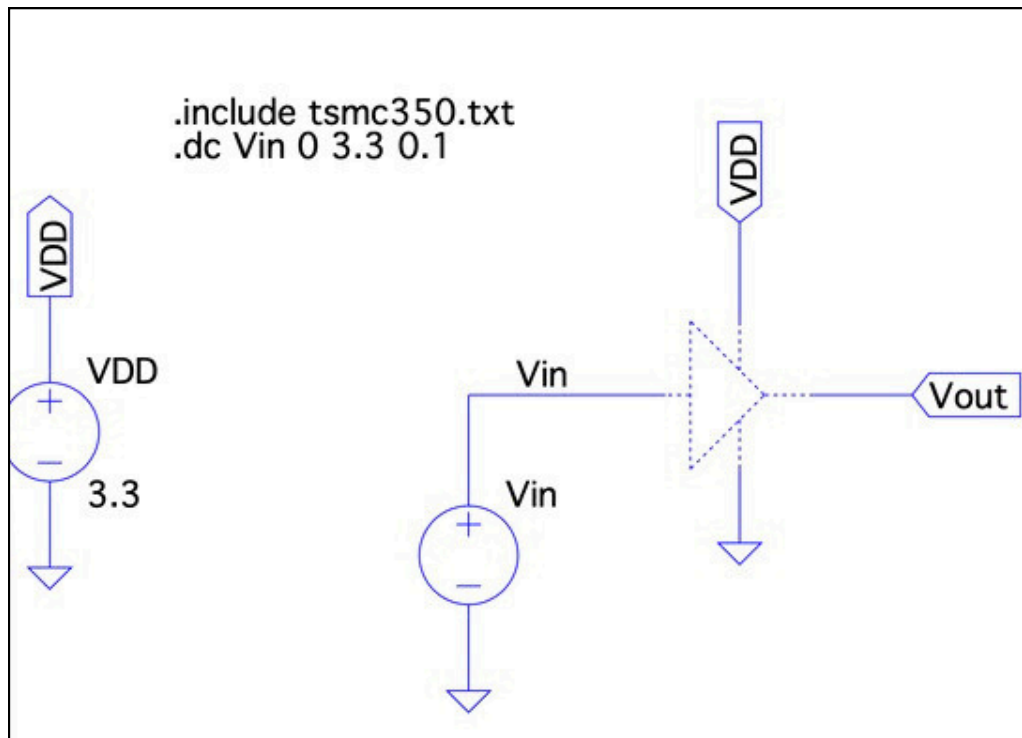 .include tsmc350.txt
.dc Vin 0 3.3 0.1
VDD
VDD
VDD
3.3
Vin
Vin
Vout